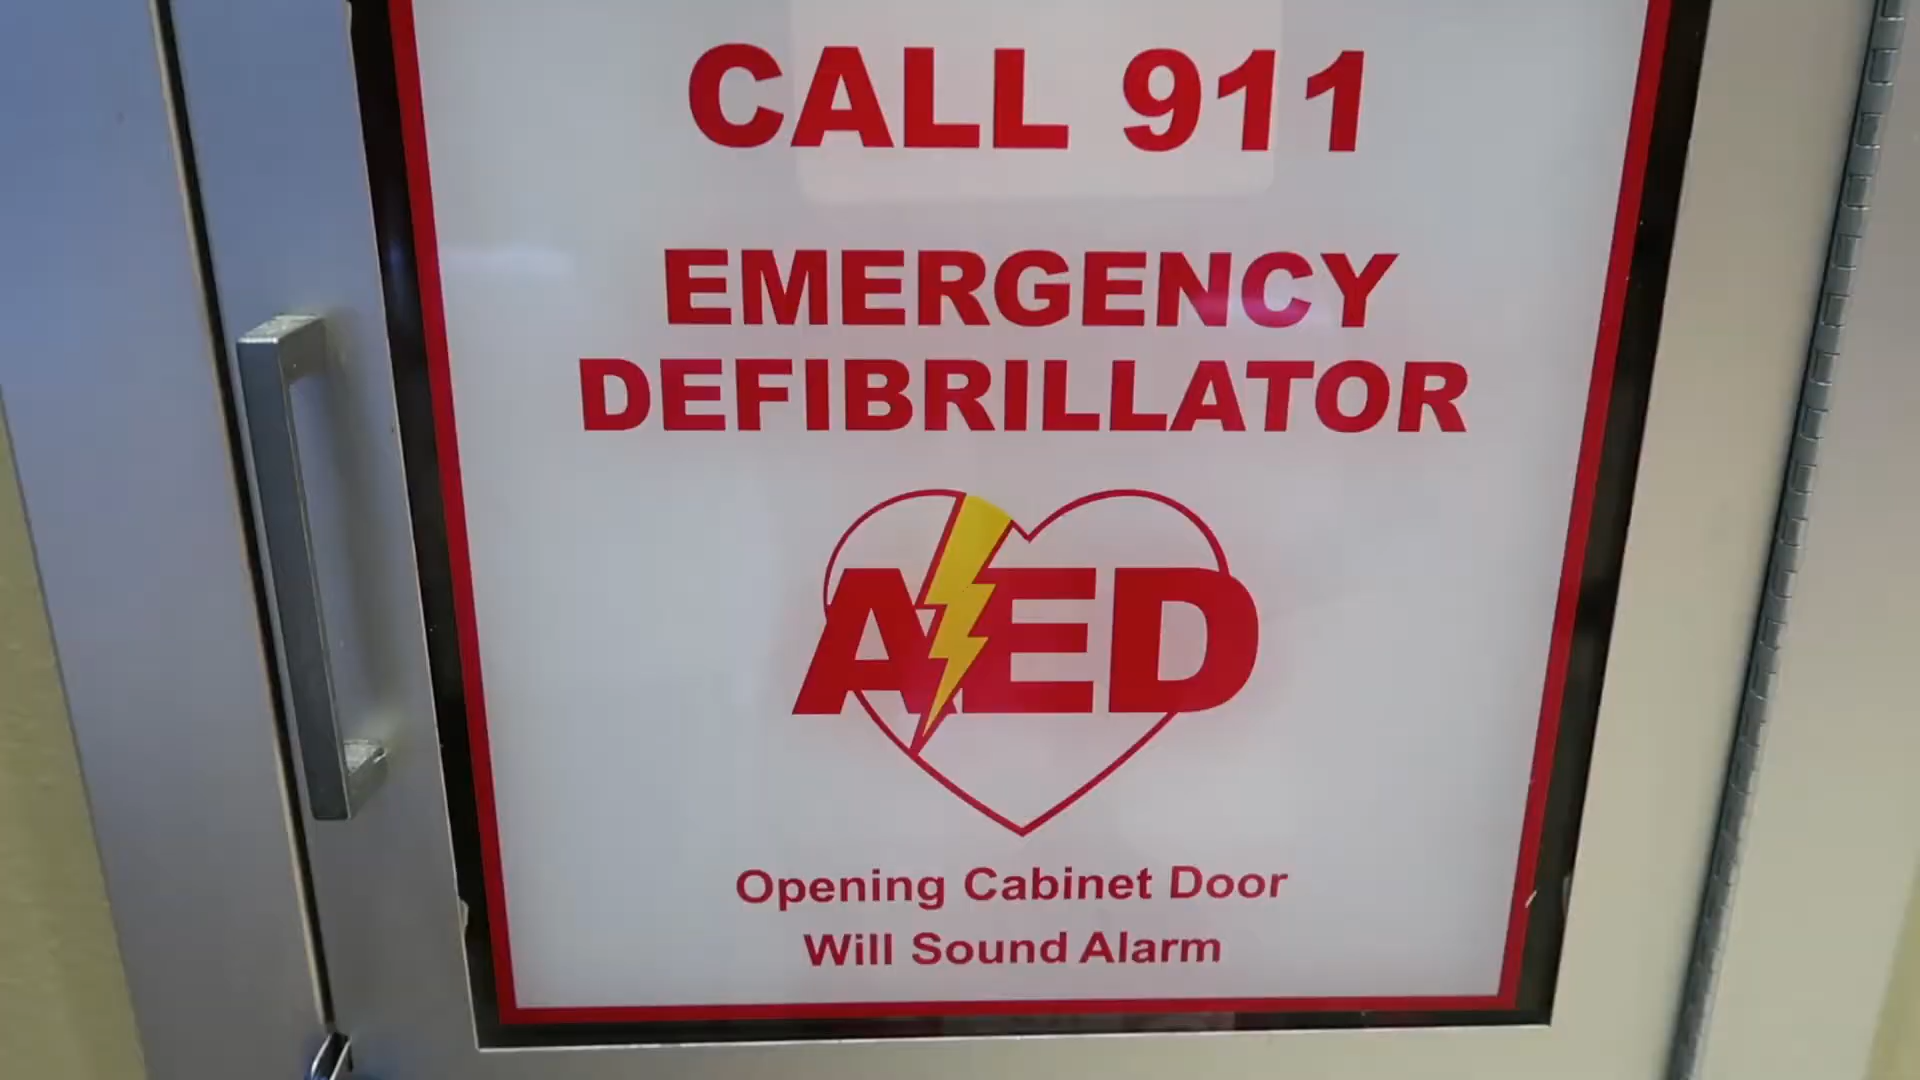 CALL 911
EMERGENCY
DEFIBRILLATOR
AED
Opening Cabinet Door
Will Sound Alarm